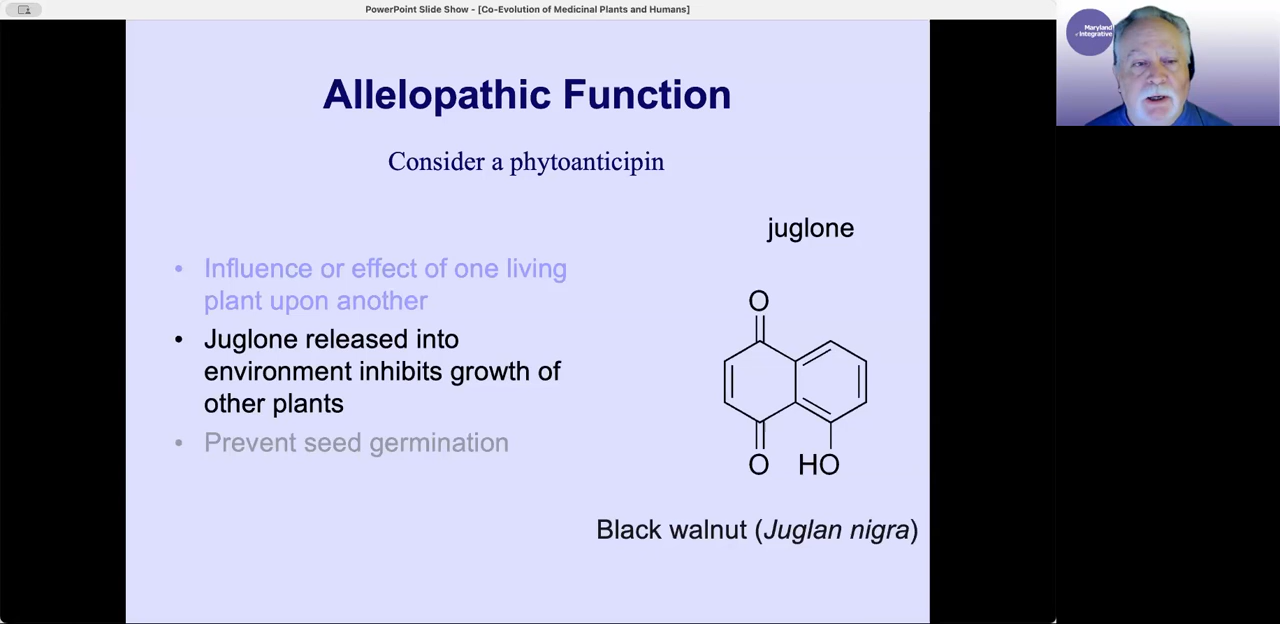 PowerPoint Slide Show - [Co-Evolution of Medicinal Plants and Humans]
Maryland
Integrative
Allelopathic Function
Consider a phytoanticipin
juglone
• Influence or effect of one living
plant upon another
• Juglone released into
environment inhibits growth of
other plants
• Prevent seed germination
O
O HO
Black walnut (Juglan nigra)